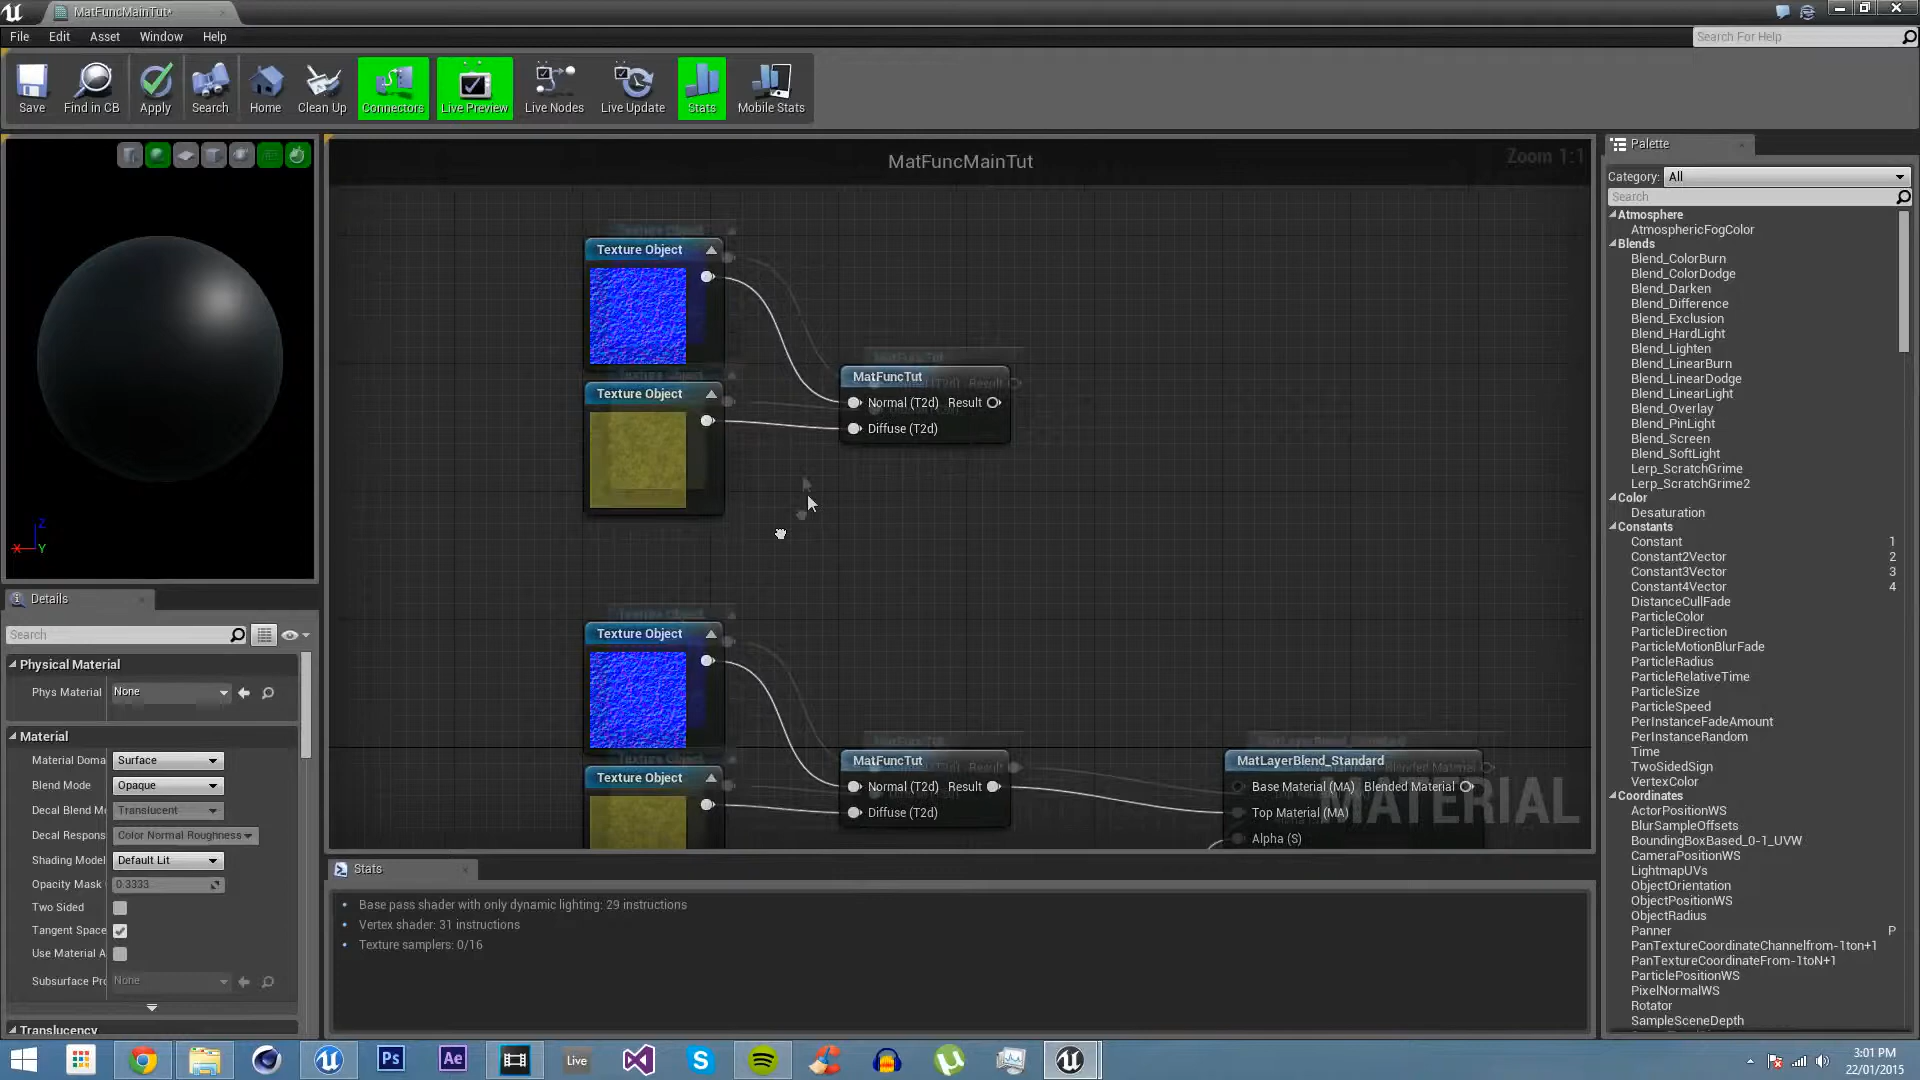 MatFuncMainTut*
File Edit Asset Window Help
Search For Help
Save
Find in CB
Apply
Search
Home
Clean Up
Connectors
Live Preview
Live Nodes
Live Update
Stats
Mobile Stats
MatFuncMainTut
Zoom 1:1
Texture Object
Texture Object
MatFuncTut
Normal (T2d) Result
Diffuse (T2d)
Texture Object
Texture Object
MatFuncTut
Normal (T2d) Result
Diffuse (T2d)
MatLayerBlend_Standard
Base Material (MA) Blended Material
Top Material (MA)
Alpha (S)
MATERIAL
Z
X
Y
Details
Search
Physical Material
Phys Material None
Material
Material Doma Surface
Blend Mode Opaque
Decal Blend M Translucent
Decal Respons Color Normal Roughness
Shading Model Default Lit
Opacity Mask 0.3333
Two Sided
Tangent Space
Use Material A
Subsurface Pro None
Translucency
Stats
Base pass shader with only dynamic lighting: 29 instructions
Vertex shader: 31 instructions
Texture samplers: 0/16
Palette
Category: All
Search
Atmosphere
AtmosphericFogColor
Blends
Blend_ColorBurn
Blend_ColorDodge
Blend_Darken
Blend_Difference
Blend_Exclusion
Blend_HardLight
Blend_Lighten
Blend_LinearBurn
Blend_LinearDodge
Blend_LinearLight
Blend_Overlay
Blend_PinLight
Blend_Screen
Blend_SoftLight
Lerp_ScratchGrime
Lerp_ScratchGrime2
Color
Desaturation
Constants
Constant 1
Constant2Vector 2
Constant3Vector 3
Constant4Vector 4
DistanceCullFade
ParticleColor
ParticleDirection
ParticleMotionBlurFade
ParticleRadius
ParticleRelativeTime
ParticleSize
ParticleSpeed
PerInstanceFadeAmount
PerInstanceRandom
Time
TwoSidedSign
VertexColor
Coordinates
ActorPositionWS
BlurSampleOffsets
BoundingBoxBased_0-1_UVW
CameraPositionWS
LightmapUVs
ObjectOrientation
ObjectPositionWS
ObjectRadius
Panner P
PanTextureCoordinateChannelfrom-1ton+1
PanTextureCoordinateFrom-1toN+1
ParticlePositionWS
PixelNormalWS
Rotator
SampleSceneDepth
Ps
Ae
Live
3:01 PM
22/01/2015